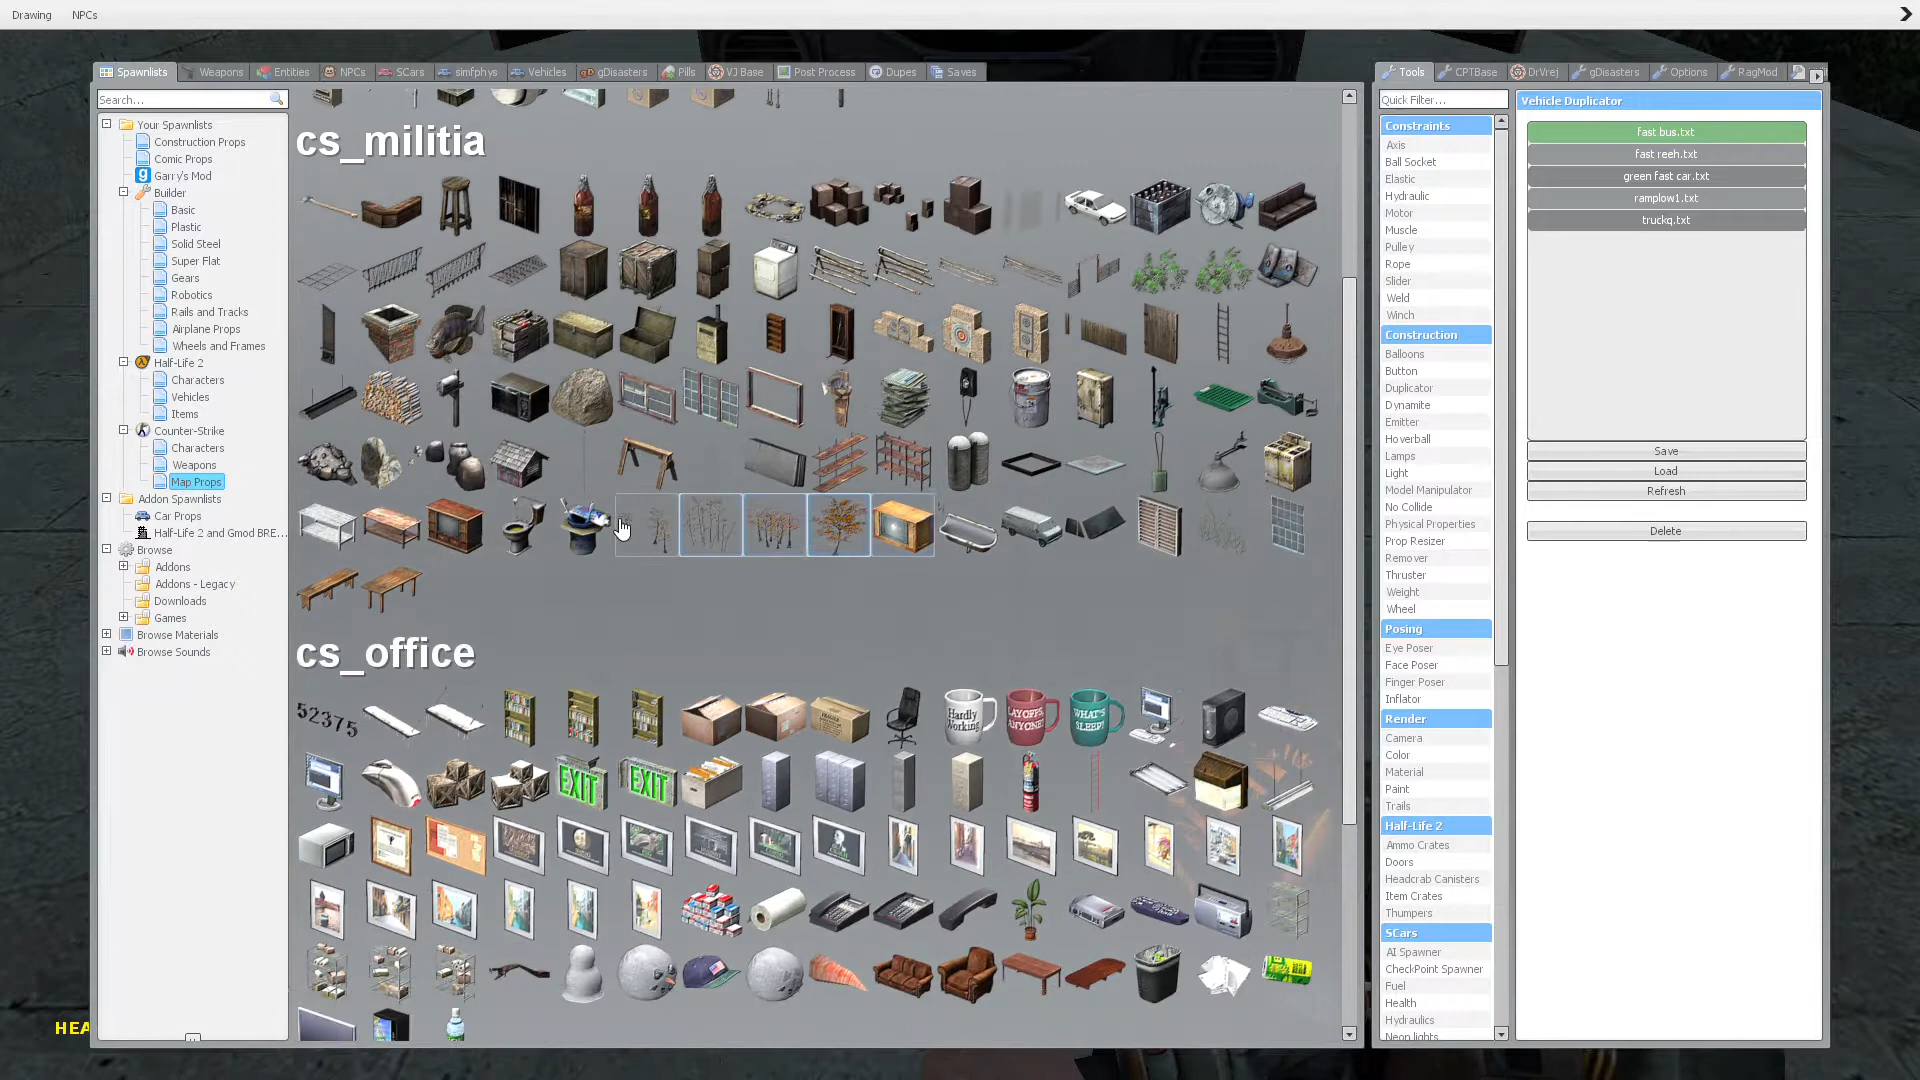 Drawing NPCs
Spawnlists Weapons Entities NPCs SCars simfphys Vehicles gDisasters Pills VJ Base Post Process Dupes Saves
Tools CPTBase DrVrej gDisasters Options RagMod
Search...
Your Spawnlists
Construction Props
Comic Props
Garry's Mod
Builder
Basic
Plastic
Solid Steel
Super Flat
Gears
Robotics
Rails and Tracks
Airplane Props
Wheels and Frames
Half-Life 2
Characters
Vehicles
Items
Counter-Strike
Characters
Weapons
Map Props
Addon Spawnlists
Car Props
Half-Life 2 and Gmod BRE...
Browse
Addons
Addons - Legacy
Downloads
Games
Browse Materials
Browse Sounds
HEA
cs_militia
cs_office
52375
Hardly Working
LAYOFFS, ANYONE?
WHAT'S SLEEP?
EXIT
EXIT
Quick Filter...
Constraints
Axis
Ball Socket
Elastic
Hydraulic
Motor
Muscle
Pulley
Rope
Slider
Weld
Winch
Construction
Balloons
Button
Duplicator
Dynamite
Emitter
Hoverball
Lamps
Light
Model Manipulator
No Collide
Physical Properties
Prop Resizer
Remover
Thruster
Weight
Wheel
Posing
Eye Poser
Face Poser
Finger Poser
Inflator
Render
Camera
Color
Material
Paint
Trails
Half-Life 2
Ammo Crates
Doors
Headcrab Canisters
Item Crates
Thumpers
SCars
AI Spawner
CheckPoint Spawner
Fuel
Health
Hydraulics
Neon lights
Vehicle Duplicator
fast bus.txt
fast reeh.txt
green fast car.txt
ramplow1.txt
truckq.txt
Save
Load
Refresh
Delete